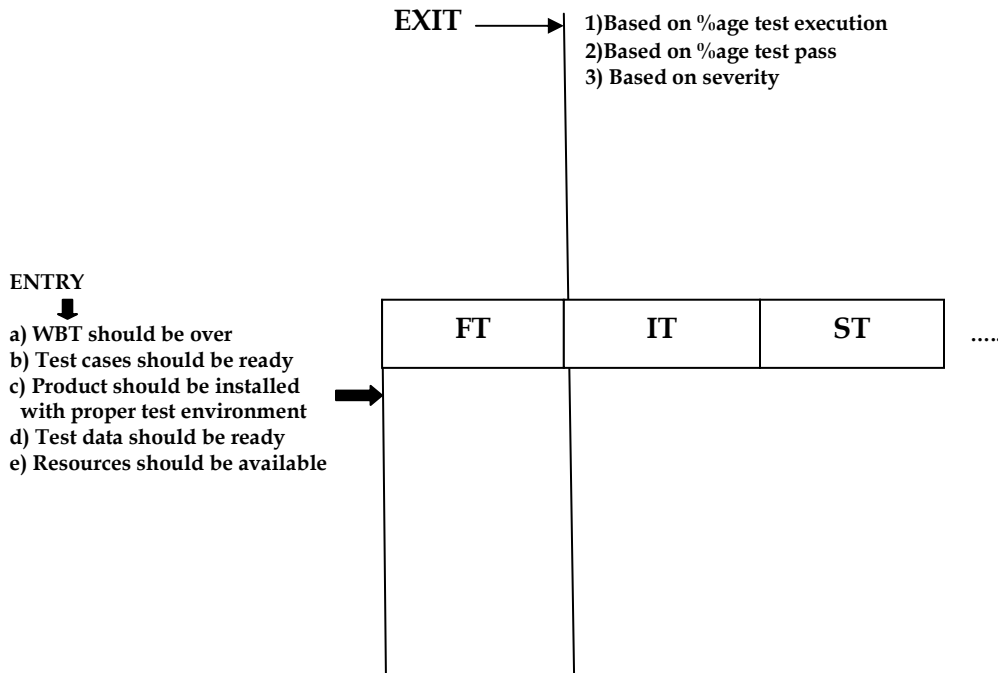 EXIT
1)Based on %age test execution
2)Based on %age test pass
3) Based on severity
ENTRY
a) WBT should be over
b) Test cases should be ready
c) Product should be installed
with proper test environment
d) Test data should be ready
e) Resources should be available
FT
IT
ST
.....